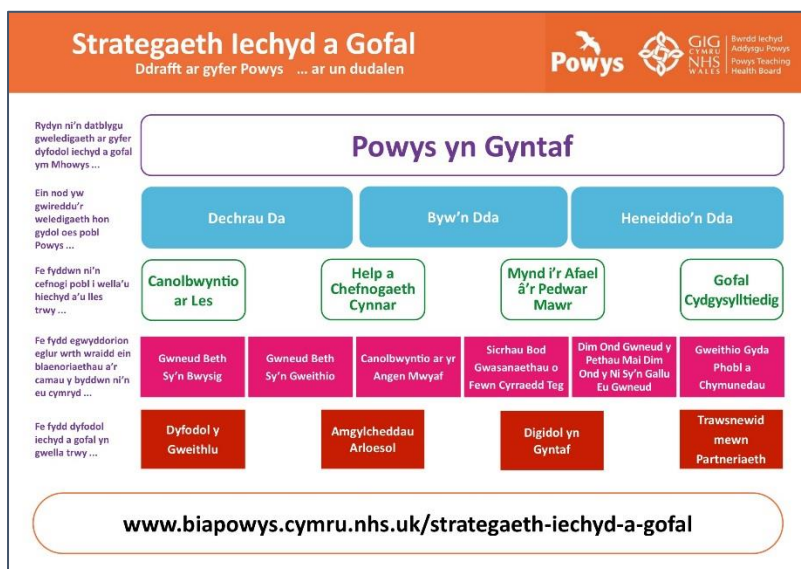 Strategaeth Iechyd a Gofal
Ddrafft ar gyfer Powys ... ar un dudalen
Powys
GIG
CYMRU
NHS
WALES
Bwrdd Iechyd
Addysgu Powys
Powys Teaching
Health Board
Rydyn ni'n datblygu
gweledigaeth ar gyfer
dyfodol iechyd a gofal
ym Mhowys ...
Powys yn Gyntaf
Ein nod yw
gwireddu'r
weledigaeth hon
gydol oes pobl
Powys ...
Dechrau Da
Byw'n Dda
Heneiddio'n Dda
Fe fyddwn ni'n
cefnogi pobl i wella'u
hiechyd a'u lles
trwy ...
Canolbwyntio
ar Les
Help a
Chefnogaeth
Cynnar
Mynd i'r Afael
â'r Pedwar
Mawr
Gofal
Cydgysylltiedig
Fe fydd egwyddorion
eglur wrth wraidd ein
blaenoriaethau a'r
camau y byddwn ni'n
eu cymryd ...
Gwneud Beth
Sy'n Bwysig
Gwneud Beth
Sy'n Gweithio
Canolbwyntio ar yr
Angen Mwyaf
Sicrhau Bod
Gwasanaethau o
Fewn Cyrraedd Teg
Dim Ond Gwneud y
Pethau Mai Dim
Ond y Ni Sy'n Gallu
Eu Gwneud
Gweithio Gyda
Phobl a
Chymunedau
Fe fydd dyfodol
iechyd a gofal yn
gwella trwy ...
Dyfodol y
Gweithlu
Amgylcheddau
Arloesol
Digidol yn
Gyntaf
Trawsnewid
mewn
Partneriaeth
www.biapowys.cymru.nhs.uk/strategaeth-iechyd-a-gofal